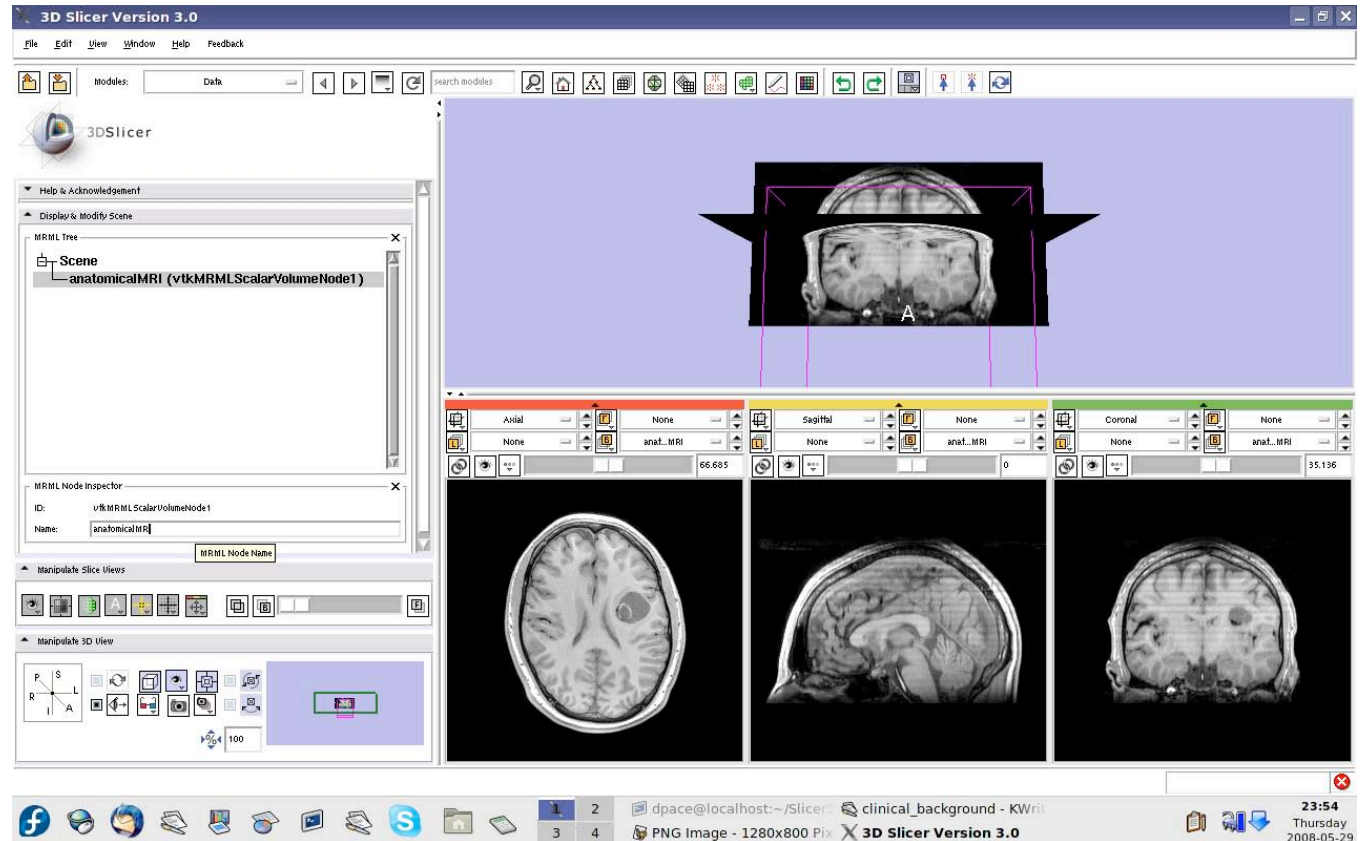 3D Slicer Version 3.0
File Edit View Window Help Feedback
Modules: Data search modules
3DSlicer
Help & Acknowledgement
Display & Modify Scene
MRML Tree
Scene
anatomicalMRI (vtkMRMLScalarVolumeNode1)
MRML Node Inspector
ID: vtkMRMLScalarVolumeNode1
Name: anatomicalMRI
MRML Node Name
Manipulate Slice Views
Manipulate 3D View
P S
R L
I A
% 100
A
Axial F None
L None B anat...MRI
66.685
Sagittal F None
L None B anat...MRI
0
Coronal F None
L None B anat...MRI
35.136
1 2 dpace@localhost:~/Slicer3 clinical_background - KWrit
3 4 PNG Image - 1280x800 Pix 3D Slicer Version 3.0
23:54
Thursday
2008-05-29